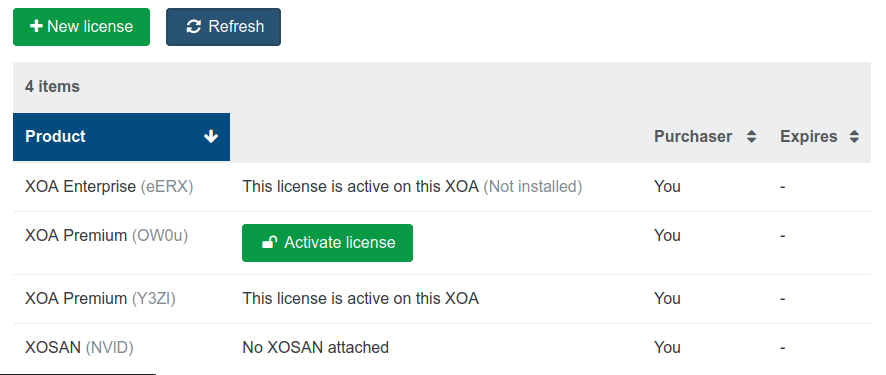 New license Refresh
4 items
Product Purchaser Expires
XOA Enterprise (eERX) This license is active on this XOA (Not installed) You -
XOA Premium (OW0u) Activate license You -
XOA Premium (Y3Zl) This license is active on this XOA You -
XOSAN (NVID) No XOSAN attached You -